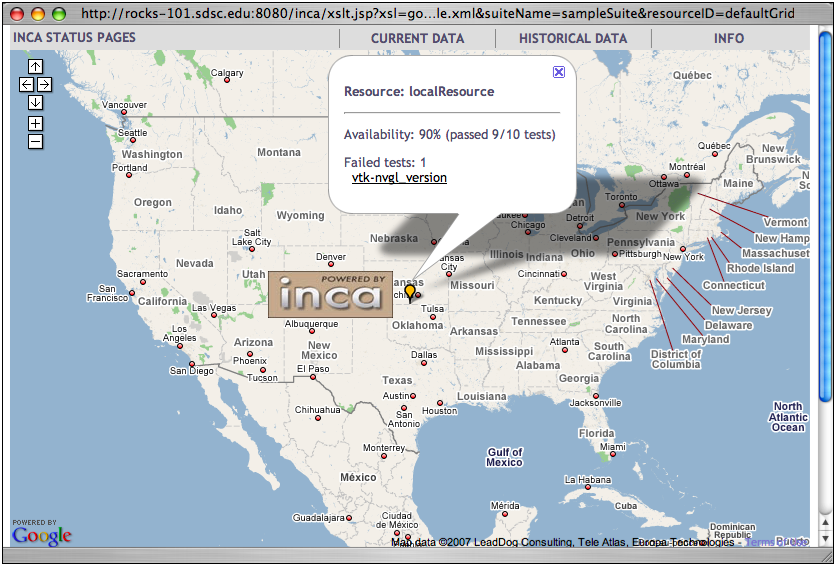 http://rocks-101.sdsc.edu:8080/inca/xslt.jsp?xsl=go...le.xml&suiteName=sampleSuite&resourceID=defaultGrid
INCA STATUS PAGES
CURRENT DATA
HISTORICAL DATA
INFO
Resource: localResource
Availability: 90% (passed 9/10 tests)
Failed tests: 1
vtk-nvgl_version
Calgary
Québec
Vancouver
Seattle
Washington
Montana
Portland
Québec
Montréal
Ottawa
New
Brunswick
Maine
Nova
Oregon
Idaho
Wyoming
Toronto
Detroit
Chicago
New York
Vermont
New Hamp
Massachuset
Rhode Island
Connecticut
Salt
Lake City
Nebraska
Cleveland
Pennsylvania
Pittsburgh
New York
Nevada
Utah
Denver
Illinois
Indiana
Ohio
Sacramento
San
Francisco
California
Kansas
City
Missouri
Cincinnati
West
Virginia
Virginia
Kentucky
New Jersey
Delaware
Maryland
District of
Columbia
POWERED BY
inca
Las Vegas
Los
Angeles
Arizona
Phoenix
Tucson
San Diego
Albuquerque
New
Mexico
El Paso
Tulsa
Oklahoma
Arkansas
Tennessee
North
Carolina
South
Carolina
Atlanta
Mississippi
Alabama
Georgia
Dallas
Texas
Austin
San
Antonio
Houston
Louisiana
Jacksonville
Florida
Miami
North
Atlantic
Ocean
Chihuahua
Monterrey
México
Gulf of
Mexico
La Habana
Cuba
Guadalajara
Ciudad
de México
Puebla
Mérida
Dominican
Republic
Puerto
POWERED BY
Google
Map data ©2007 LeadDog Consulting, Tele Atlas, Europa Technologies - Terms of Use